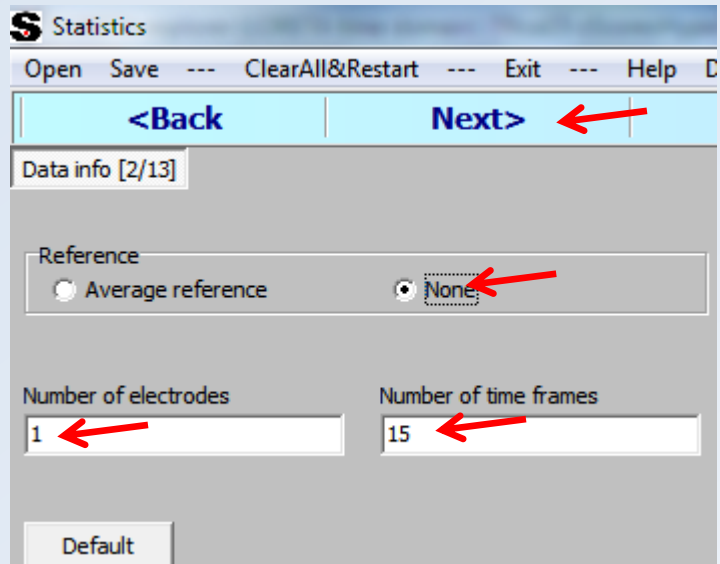 S Statistics
Open Save --- ClearAll&Restart --- Exit --- Help D
<Back Next>
Data info [2/13]
Reference
Average reference None
Number of electrodes Number of time frames
1 15
Default